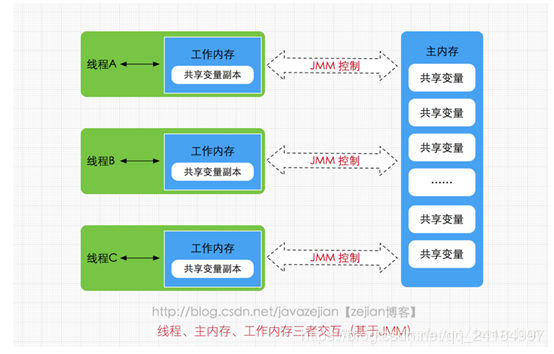 工作内存
线程A
共享变量副本
JMM 控制
主内存
共享变量
共享变量
工作内存
线程B
共享变量副本
JMM 控制
共享变量
······
工作内存
线程C
共享变量副本
JMM 控制
共享变量
共享变量
http://blog.csdn.net/javazejian【zejian博客】
线程、主内存、工作内存三者交互（基于JMM）